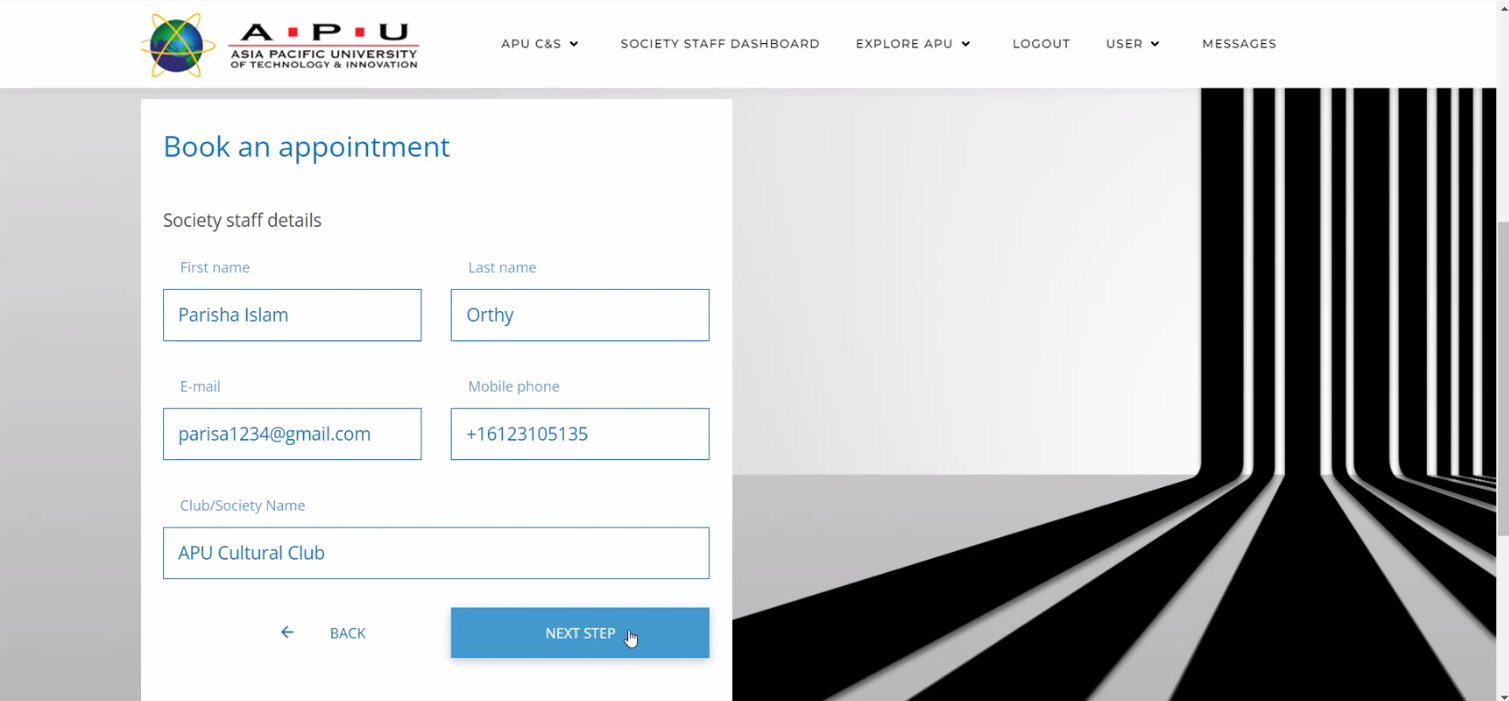 A·P·U
ASIA PACIFIC UNIVERSITY
OF TECHNOLOGY & INNOVATION
APU C&S
SOCIETY STAFF DASHBOARD
EXPLORE APU
LOGOUT
USER
MESSAGES
Book an appointment
Society staff details
First name
Last name
Parisha Islam
Orthy
E-mail
Mobile phone
parisa1234@gmail.com
+16123105135
Club/Society Name
APU Cultural Club
BACK
NEXT STEP